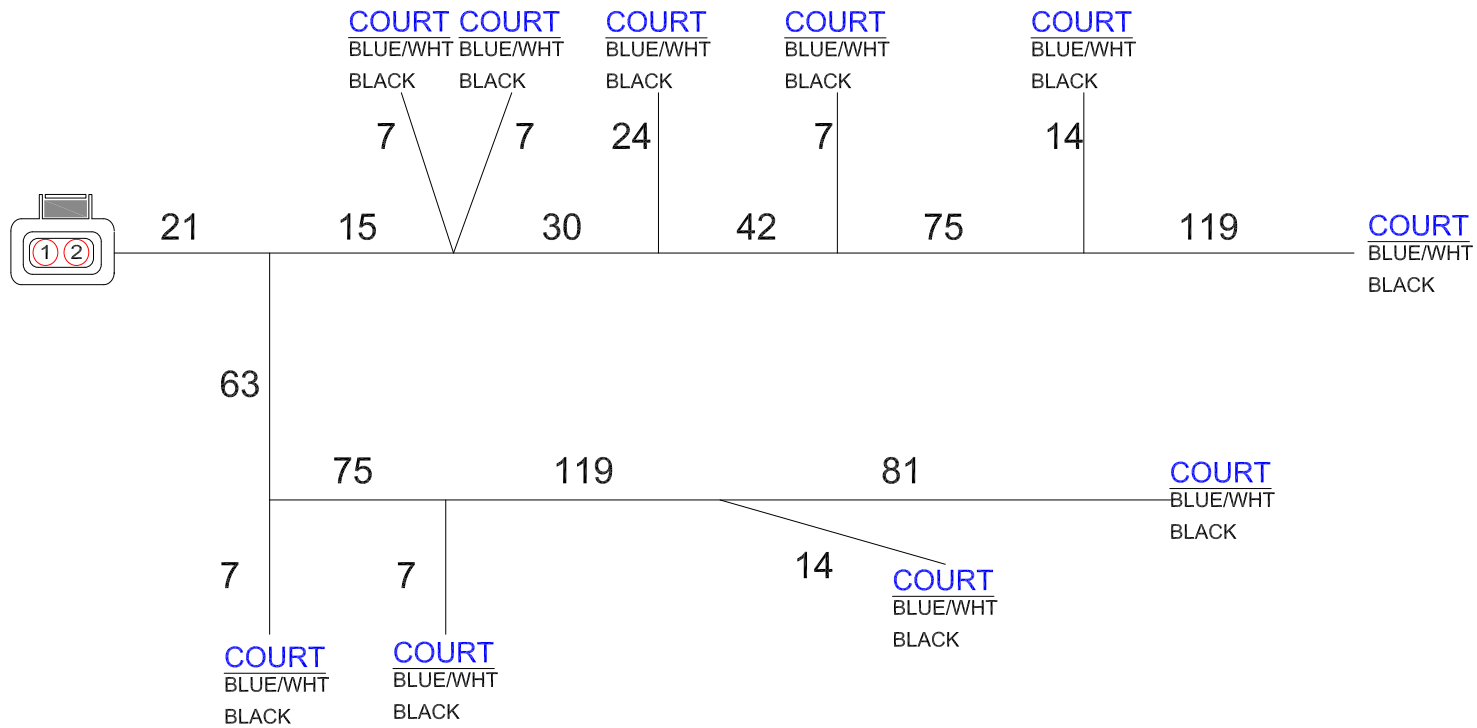 COURT COURT COURT COURT COURT
BLUE/WHT BLUE/WHT BLUE/WHT BLUE/WHT BLUE/WHT
BLACK BLACK BLACK BLACK BLACK
7 7 24 7 14
21 15 30 42 75 119
COURT
BLUE/WHT
BLACK
1 2
63
75 119 81
COURT
BLUE/WHT
BLACK
7 7 14
COURT
BLUE/WHT
BLACK
COURT
BLUE/WHT
BLACK
COURT
BLUE/WHT
BLACK